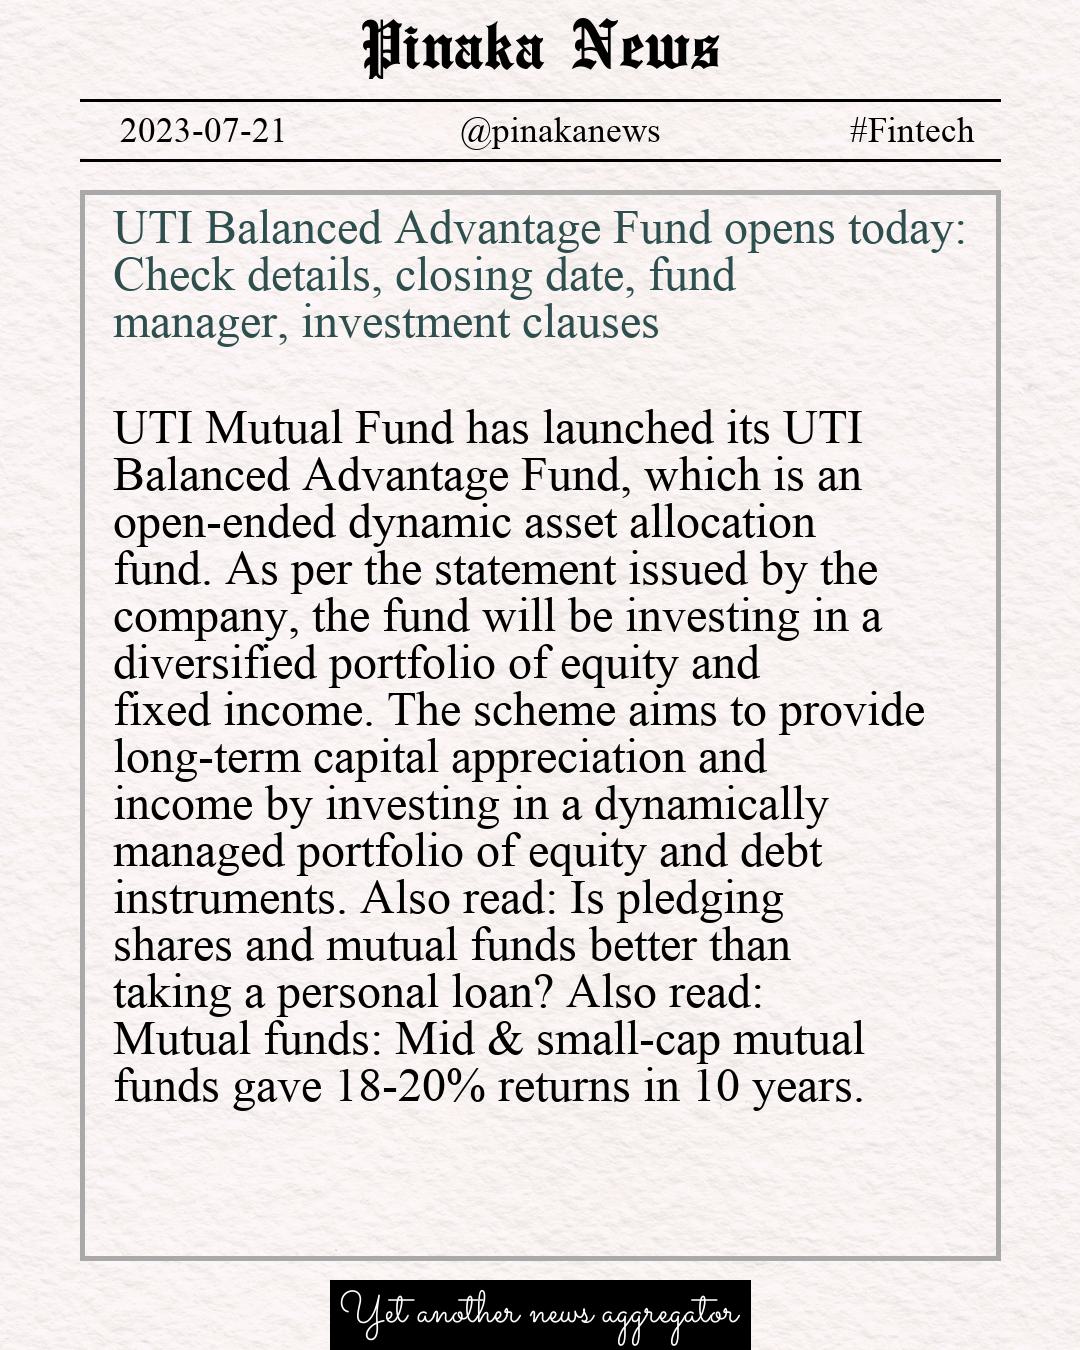 Pinaka News
2023-07-21 @pinakanews #Fintech
UTI Balanced Advantage Fund opens today:
Check details, closing date, fund
manager, investment clauses
UTI Mutual Fund has launched its UTI
Balanced Advantage Fund, which is an
open-ended dynamic asset allocation
fund. As per the statement issued by the
company, the fund will be investing in a
diversified portfolio of equity and
fixed income. The scheme aims to provide
long-term capital appreciation and
income by investing in a dynamically
managed portfolio of equity and debt
instruments. Also read: Is pledging
shares and mutual funds better than
taking a personal loan? Also read:
Mutual funds: Mid & small-cap mutual
funds gave 18-20% returns in 10 years.
Yet another news aggregator